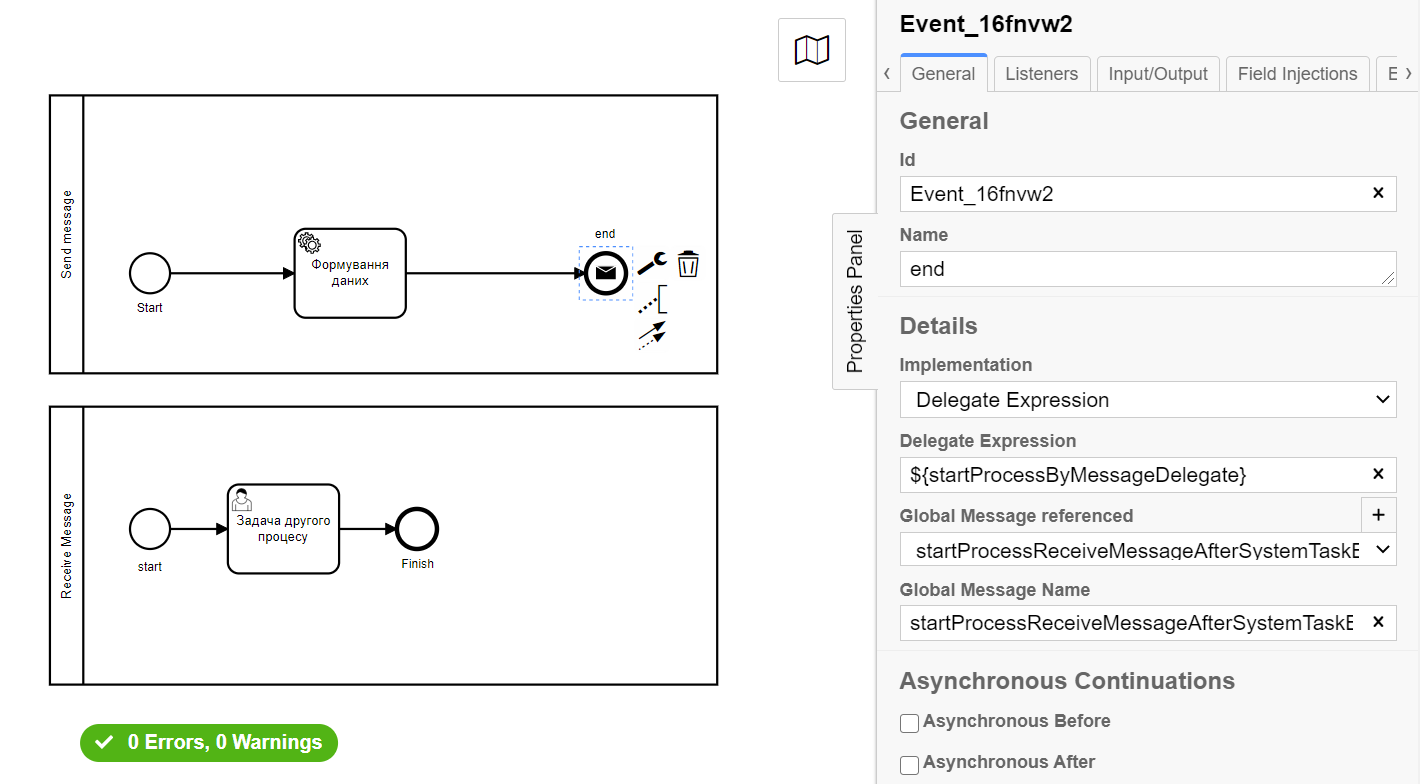 Send message
Start
Формування
даних
end
Receive Message
start
Задача другого
процесу
Finish
0 Errors, 0 Warnings
Properties Panel
Event_16fnvw2
General
Listeners
Input/Output
Field Injections
E
General
Id
Event_16fnvw2
Name
end
Details
Implementation
Delegate Expression
Delegate Expression
${startProcessByMessageDelegate}
Global Message referenced
+
startProcessReceiveMessageAfterSystemTaskE
Global Message Name
startProcessReceiveMessageAfterSystemTaskE
Asynchronous Continuations
Asynchronous Before
Asynchronous After